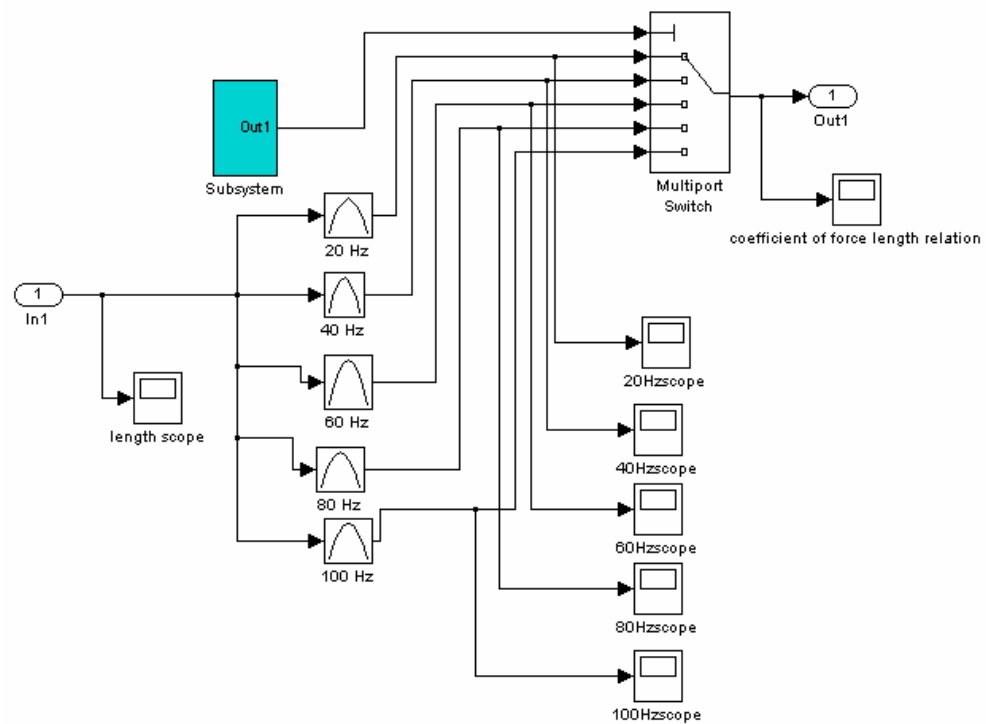 Out1
Subsystem
Multiport
Switch
1
Out1
coefficient of force length relation
20 Hz
1
In1
40 Hz
length scope
60 Hz
80 Hz
100 Hz
20Hzscope
40Hzscope
60Hzscope
80Hzscope
100Hzscope